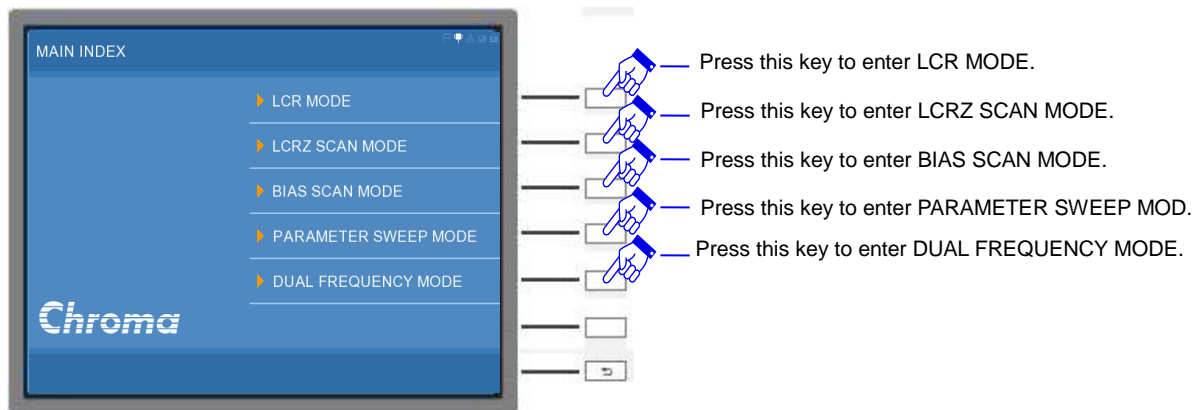 MAIN INDEX
LCR MODE
LCRZ SCAN MODE
BIAS SCAN MODE
PARAMETER SWEEP MODE
DUAL FREQUENCY MODE
Chroma
Press this key to enter LCR MODE.
Press this key to enter LCRZ SCAN MODE.
Press this key to enter BIAS SCAN MODE.
Press this key to enter PARAMETER SWEEP MOD.
Press this key to enter DUAL FREQUENCY MODE.